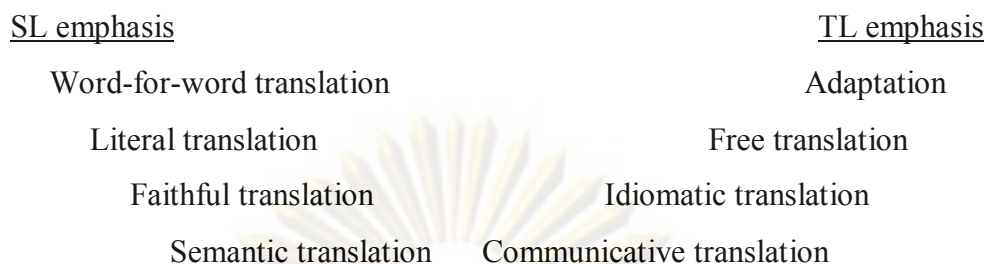 SL emphasis TL emphasis
Word-for-word translation Adaptation
Literal translation Free translation
Faithful translation Idiomatic translation
Semantic translation Communicative translation